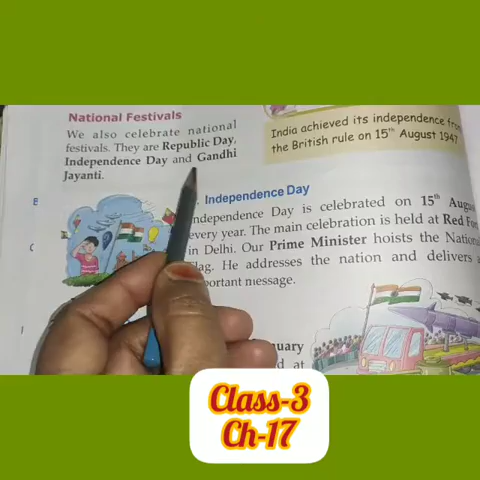 National Festivals
We also celebrate national
festivals. They are Republic Day,
Independence Day and Gandhi
Jayanti.
India achieved its independence from
the British rule on 15th August 1947
Independence Day
Independence Day is celebrated on 15th
every year. The main celebration is held at Red
in Delhi. Our Prime Minister hoists the National
Flag. He addresses the nation and delivers
important message.
at
Class-3
Ch-17